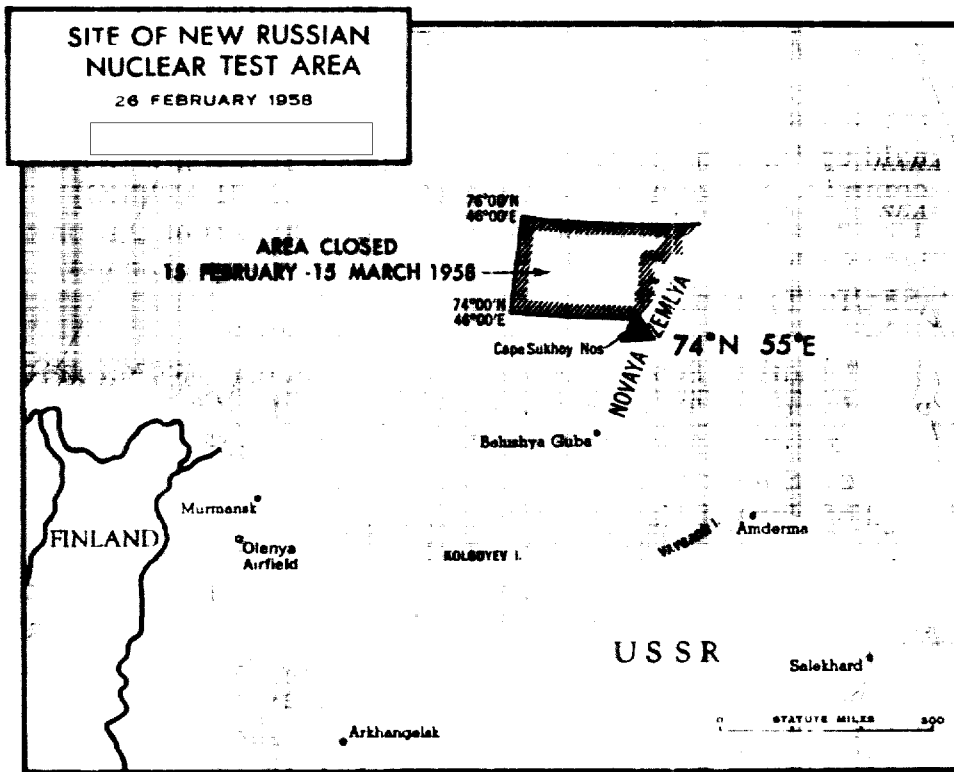 SITE OF NEW RUSSIAN
NUCLEAR TEST AREA
26 FEBRUARY 1958
76°00'N
46°00'E
AREA CLOSED
15 FEBRUARY - 15 MARCH 1958
74°00'N
46°00'E
Cape Sukhoy Nos
NOVAYA ZEMLYA
74°N 55°E
Belushya Guba
Murmansk
FINLAND
Olenya
Airfield
KOLGUYEV I.
VAYGACH I.
Amderma
USSR
Salekhard
0 STATUTE MILES 300
Arkhangelsk